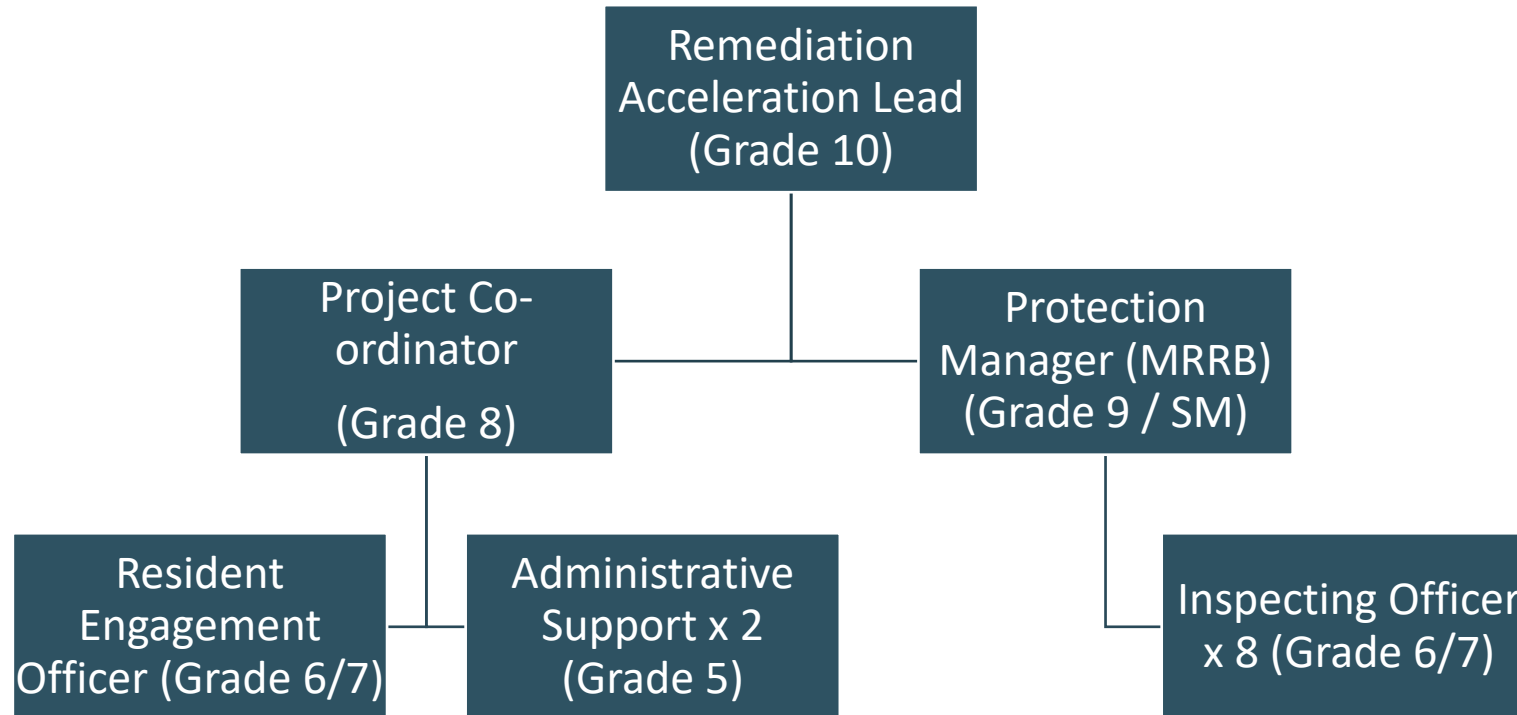 Remediation
Acceleration Lead
(Grade 10)
Project Co-
ordinator
(Grade 8)
Protection
Manager (MRRB)
(Grade 9 / SM)
Resident
Engagement
Officer (Grade 6/7)
Administrative
Support x 2
(Grade 5)
Inspecting Officer
x 8 (Grade 6/7)